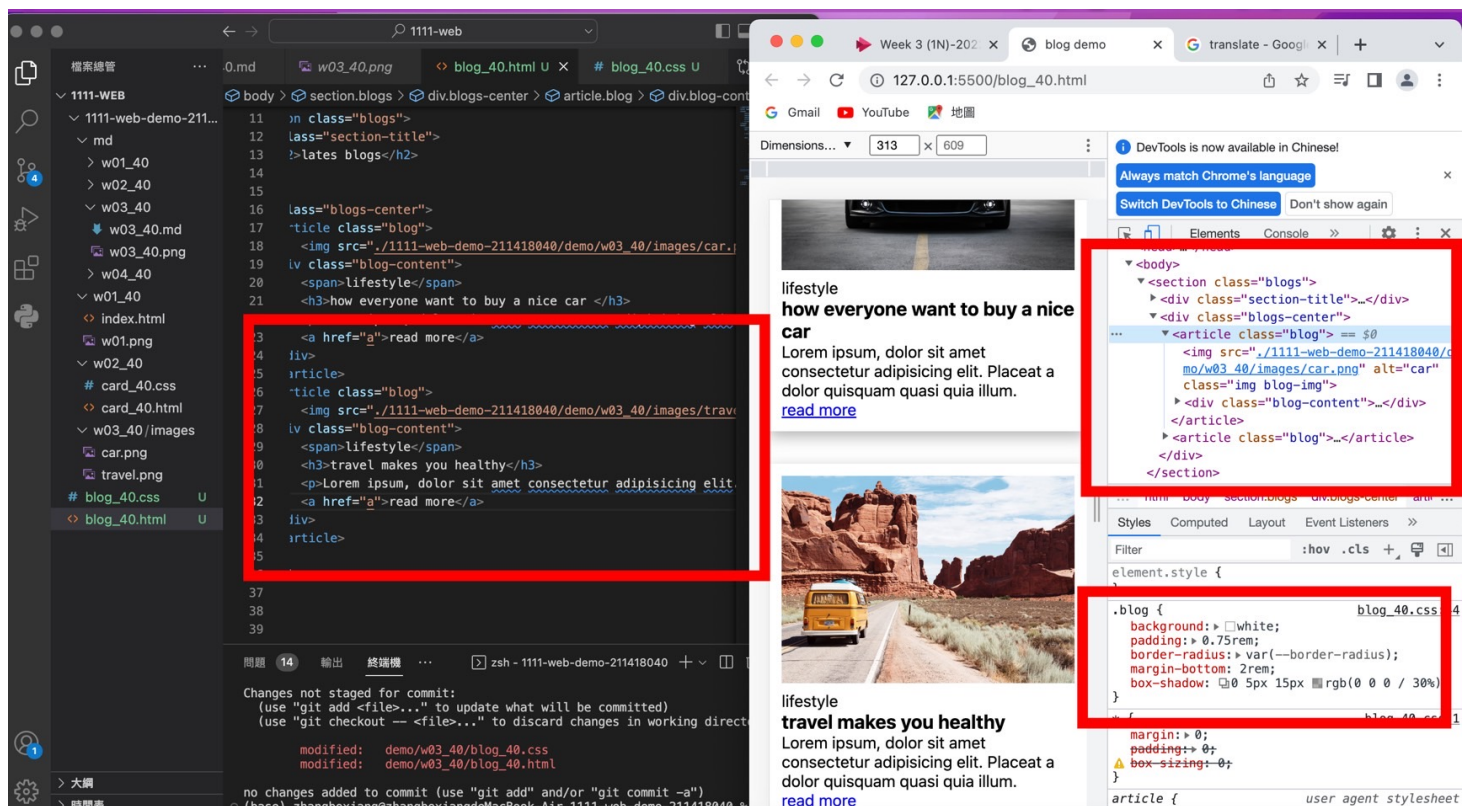 1111-web
檔案總管 ···
1111-WEB
1111-web-demo-211...
md
w01_40
w02_40
w03_40
w03_40.md
w03_40.png
w04_40
w01_40
index.html
w01.png
w02_40
card_40.css
card_40.html
w03_40/images
car.png
travel.png
# blog_40.css U
<> blog_40.html U
大綱
4
1
0.md w03_40.png <> blog_40.html U × # blog_40.css U
body > section.blogs > div.blogs-center > article.blog > div.blog-cont
11 on class="blogs">
12 lass="section-title">
13 2>lates blogs</h2>
14
15
16 lass="blogs-center">
17 rticle class="blog">
18 <img src="./1111-web-demo-211418040/demo/w03_40/images/car.p
19 iv class="blog-content">
20 <span>lifestyle</span>
21 <h3>how everyone want to buy a nice car </h3>
23 <a href="a">read more</a>
24 div>
25 article>
26 rticle class="blog">
27 <img src="./1111-web-demo-211418040/demo/w03_40/images/trave
28 iv class="blog-content">
29 <span>lifestyle</span>
30 <h3>travel makes you healthy</h3>
31 <p>Lorem ipsum, dolor sit amet consectetur adipisicing elit.
32 <a href="a">read more</a>
33 div>
34 article>
35
37
38
39
問題 14 輸出 終端機 ··· zsh - 1111-web-demo-211418040
Changes not staged for commit:
(use "git add <file>..." to update what will be committed)
(use "git checkout -- <file>..." to discard changes in working directo
modified: demo/w03_40/blog_40.css
modified: demo/w03_40/blog_40.html
no changes added to commit (use "git add" and/or "git commit -a")
Week 3 (1N)-202 × blog demo × translate - Googl × +
127.0.0.1:5500/blog_40.html
Gmail YouTube 地圖
Dimensions... ▼ 313 × 609
lifestyle
how everyone want to buy a nice
car
Lorem ipsum, dolor sit amet
consectetur adipisicing elit. Placeat a
dolor quisquam quasi quia illum.
read more
lifestyle
travel makes you healthy
Lorem ipsum, dolor sit amet
consectetur adipisicing elit. Placeat a
dolor quisquam quasi quia illum.
read more
DevTools is now available in Chinese!
Always match Chrome's language
Switch DevTools to Chinese Don't show again
Elements Console »
<body>
<section class="blogs">
<div class="section-title">…</div>
<div class="blogs-center">
<article class="blog"> == $0
<img src="./1111-web-demo-211418040/d
mo/w03_40/images/car.png" alt="car"
class="img blog-img">
<div class="blog-content">…</div>
</article>
<article class="blog">…</article>
</div>
</section>
Styles Computed Layout Event Listeners »
Filter :hov .cls +
element.style {
.blog { blog_40.css:4
background: white;
padding: 0.75rem;
border-radius: var(--border-radius);
margin-bottom: 2rem;
box-shadow: 0 5px 15px rgb(0 0 0 / 30%)
}
margin: 0;
padding: 0;
box-sizing: 0;
}
article { user agent stylesheet